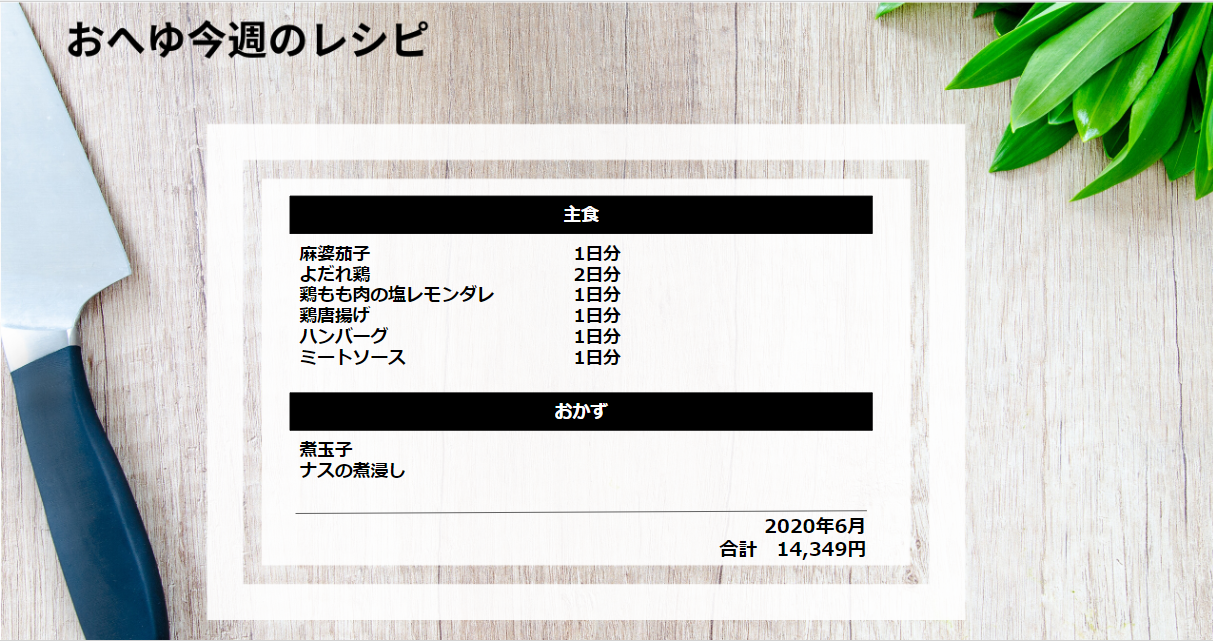 おへゆ今週のレシピ
主食
麻婆茄子 1日分
よだれ鶏 2日分
鶏もも肉の塩レモンダレ 1日分
鶏唐揚げ 1日分
ハンバーグ 1日分
ミートソース 1日分
おかず
煮玉子
ナスの煮浸し
2020年6月
合計 14,349円